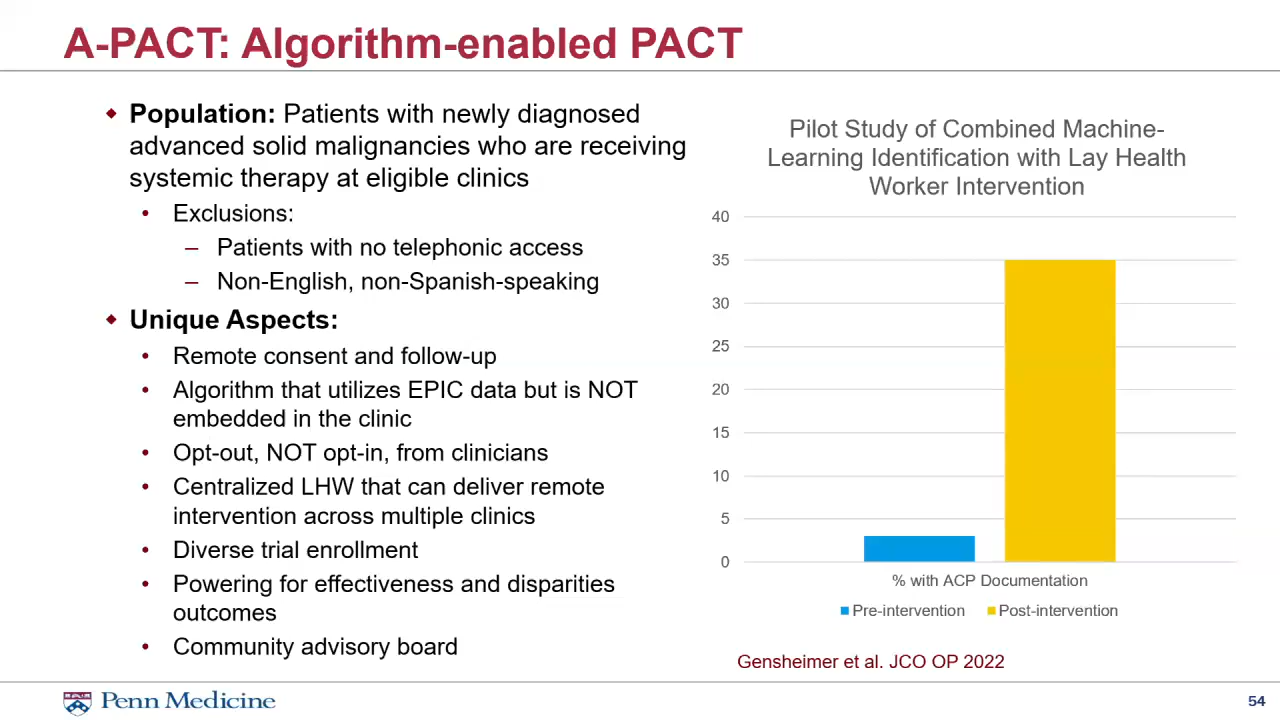 A-PACT: Algorithm-enabled PACT
Population: Patients with newly diagnosed
advanced solid malignancies who are receiving
systemic therapy at eligible clinics
• Exclusions:
– Patients with no telephonic access
– Non-English, non-Spanish-speaking
Unique Aspects:
• Remote consent and follow-up
• Algorithm that utilizes EPIC data but is NOT
embedded in the clinic
• Opt-out, NOT opt-in, from clinicians
• Centralized LHW that can deliver remote
intervention across multiple clinics
• Diverse trial enrollment
• Powering for effectiveness and disparities
outcomes
• Community advisory board
Pilot Study of Combined Machine-
Learning Identification with Lay Health
Worker Intervention
40
35
30
25
20
15
10
5
0
% with ACP Documentation
Pre-intervention Post-intervention
Gensheimer et al. JCO OP 2022
Penn Medicine
54